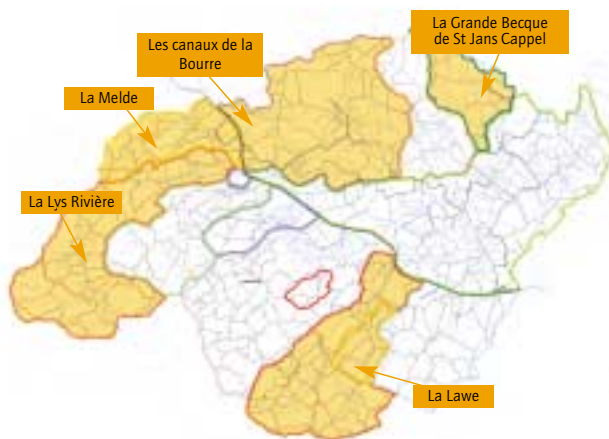 La Grande Becque
de St Jans Cappel
Les canaux de la
Bourre
La Melde
La Lys Rivière
La Lawe